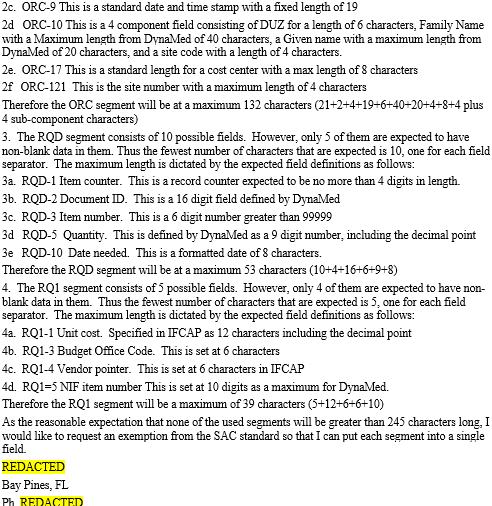 2c.  ORC-9 This is a standard date and time stamp with a fixed length of 19
2d   ORC-10 This is a 4 component field consisting of DUZ for a length of 6 characters, Family Name
with a Maximum length from DynaMed of 40 characters, a Given name with a maximum length from
DynaMed of 20 characters, and a site code with a length of 4 characters.
2e.  ORC-17 This is a standard length for a cost center with a max length of 8 characters
2f   ORC-121  This is the site number with a maximum length of 4 characters
Therefore the ORC segment will be at a maximum 132 characters (21+2+4+19+6+40+20+4+8+4 plus
4 sub-component characters)
3.  The RQD segment consists of 10 possible fields.  However, only 5 of them are expected to have
non-blank data in them. Thus the fewest number of characters that are expected is 10, one for each field
separator.  The maximum length is dictated by the expected field definitions as follows:
3a.  RQD-1 Item counter.  This is a record counter expected to be no more than 4 digits in length.
3b.  RQD-2 Document ID.  This is a 16 digit field defined by DynaMed
3c.  RQD-3 Item number.  This is a 6 digit number greater than 99999
3d   RQD-5  Quantity.  This is defined by DynaMed as a 9 digit number, including the decimal point
3e   RQD-10  Date needed.  This is a formatted date of 8 characters.
Therefore the RQD segment will be at a maximum 53 characters (10+4+16+6+9+8)
4.  The RQ1 segment consists of 5 possible fields.  However, only 4 of them are expected to have non-
blank data in them.  Thus the fewest number of characters that are expected is 5, one for each field
separator.  The maximum length is dictated by the expected field definitions as follows:
4a.  RQ1-1 Unit cost.  Specified in IFCAP as 12 characters including the decimal point
4b.  RQ1-3 Budget Office Code.  This is set at 6 characters
4c.  RQ1-4 Vendor pointer.  This is set at 6 characters in IFCAP
4d.  RQ1=5 NIF item number This is set at 10 digits as a maximum for DynaMed.
Therefore the RQ1 segment will be a maximum of 39 characters (5+12+6+6+10)
As the reasonable expectation that none of the used segments will be greater than 245 characters long, I
would like to request an exemption from the SAC standard so that I can put each segment into a single
field.
REDACTED
Bay Pines, FL
Ph. REDACTED